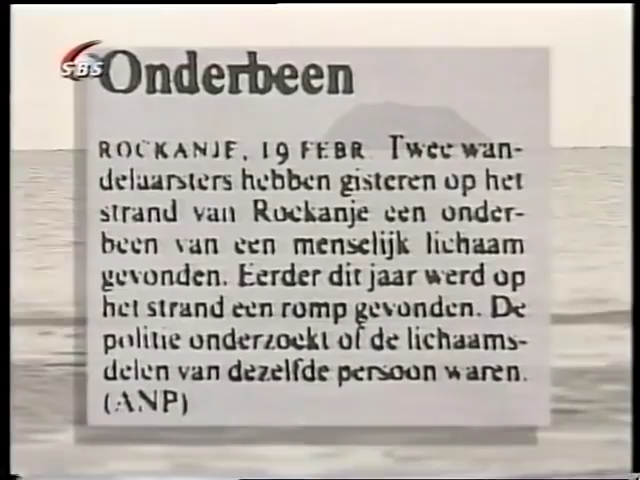 SBS
Onderbeen
ROCKANJE, 19 FEBR. Twee wan-
delaarsters hebben gisteren op het
strand van Rockanje een onder-
been van een menselijk lichaam
gevonden. Eerder dit jaar werd op
het strand een romp gevonden. De
politie onderzoekt of de lichaams-
delen van dezelfde persoon waren.
(ANP)